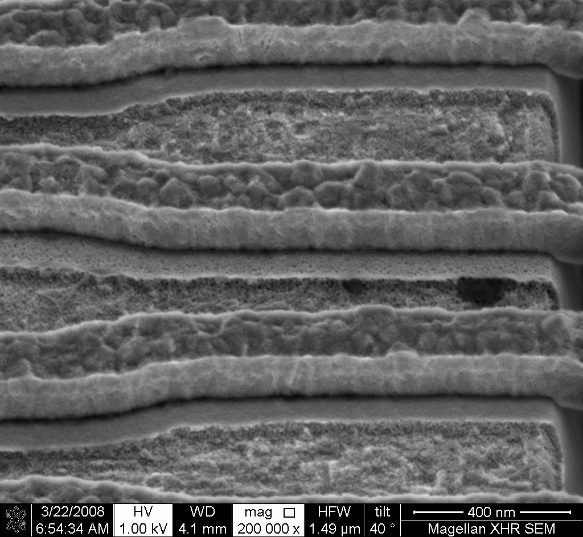 3/22/2008 HV WD mag HFW tilt 400 nm
6:54:34 AM 1.00 kV 4.1 mm 200 000 x 1.49 µm 40 ° Magellan XHR SEM